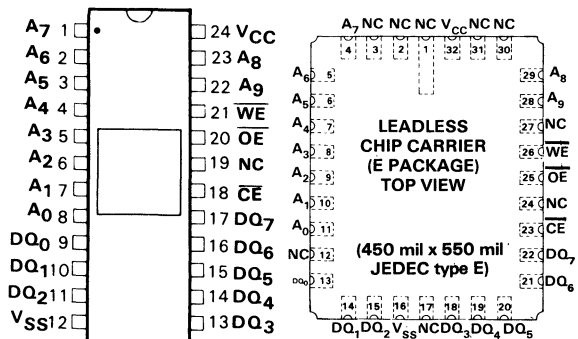 A7 1 24 VCC
A6 2 23 A8
A5 3 22 A9
A4 4 21 WE
A3 5 20 OE
A2 6 19 NC
A1 7 18 CE
A0 8 17 DQ7
DQ0 9 16 DQ6
DQ1 10 15 DQ5
DQ2 11 14 DQ4
VSS 12 13 DQ3
A7 NC NC NC VCC NC NC
4 3 2 1 32 31 30
A6 5 29 A8
A5 6 28 A9
A4 7 27 NC
A3 8 26 WE
A2 9 25 OE
A1 10 24 NC
A0 11 23 CE
NC 12 22 DQ7
DQ0 13 21 DQ6
LEADLESS
CHIP CARRIER
(E PACKAGE)
TOP VIEW
(450 mil x 550 mil
JEDEC type E)
14 15 16 17 18 19 20
DQ1 DQ2 VSS NC DQ3 DQ4 DQ5